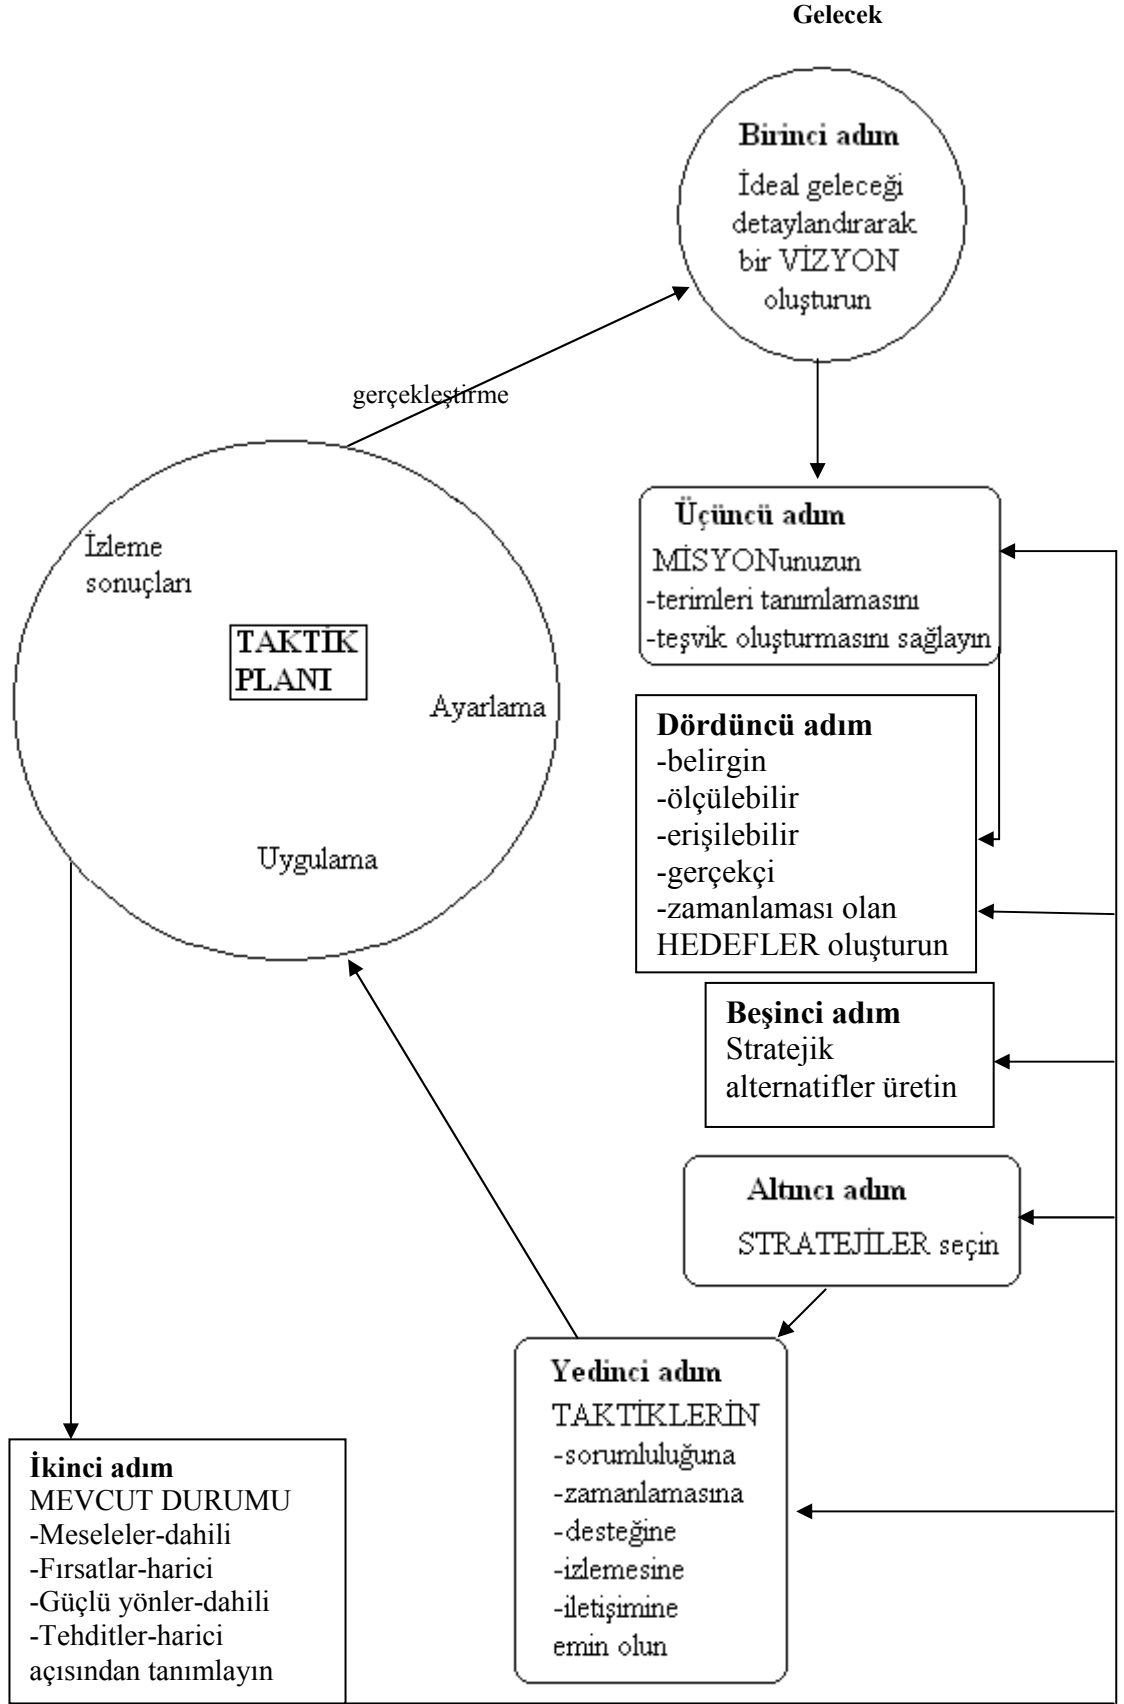 Gelecek
Birinci adım
İdeal geleceği
detaylandırarak
bir VİZYON
oluşturun
gerçekleştirme
Üçüncü adım
MİSYONunuzun
-terimleri tanımlamasını
-teşvik oluşturmasını sağlayın
İzleme
sonuçları
TAKTİK
PLANI
Ayarlama
Uygulama
Dördüncü adım
-belirgin
-ölçülebilir
-erişilebilir
-gerçekçi
-zamanlaması olan
HEDEFLER oluşturun
Beşinci adım
Stratejik
alternatifler üretin
Altıncı adım
STRATEJİLER seçin
Yedinci adım
TAKTİKLERİN
-sorumluluğuna
-zamanlamasına
-desteğine
-izlemesine
-iletişimine
emin olun
İkinci adım
MEVCUT DURUMU
-Meseleler-dahili
-Fırsatlar-harici
-Güçlü yönler-dahili
-Tehditler-harici
açısından tanımlayın